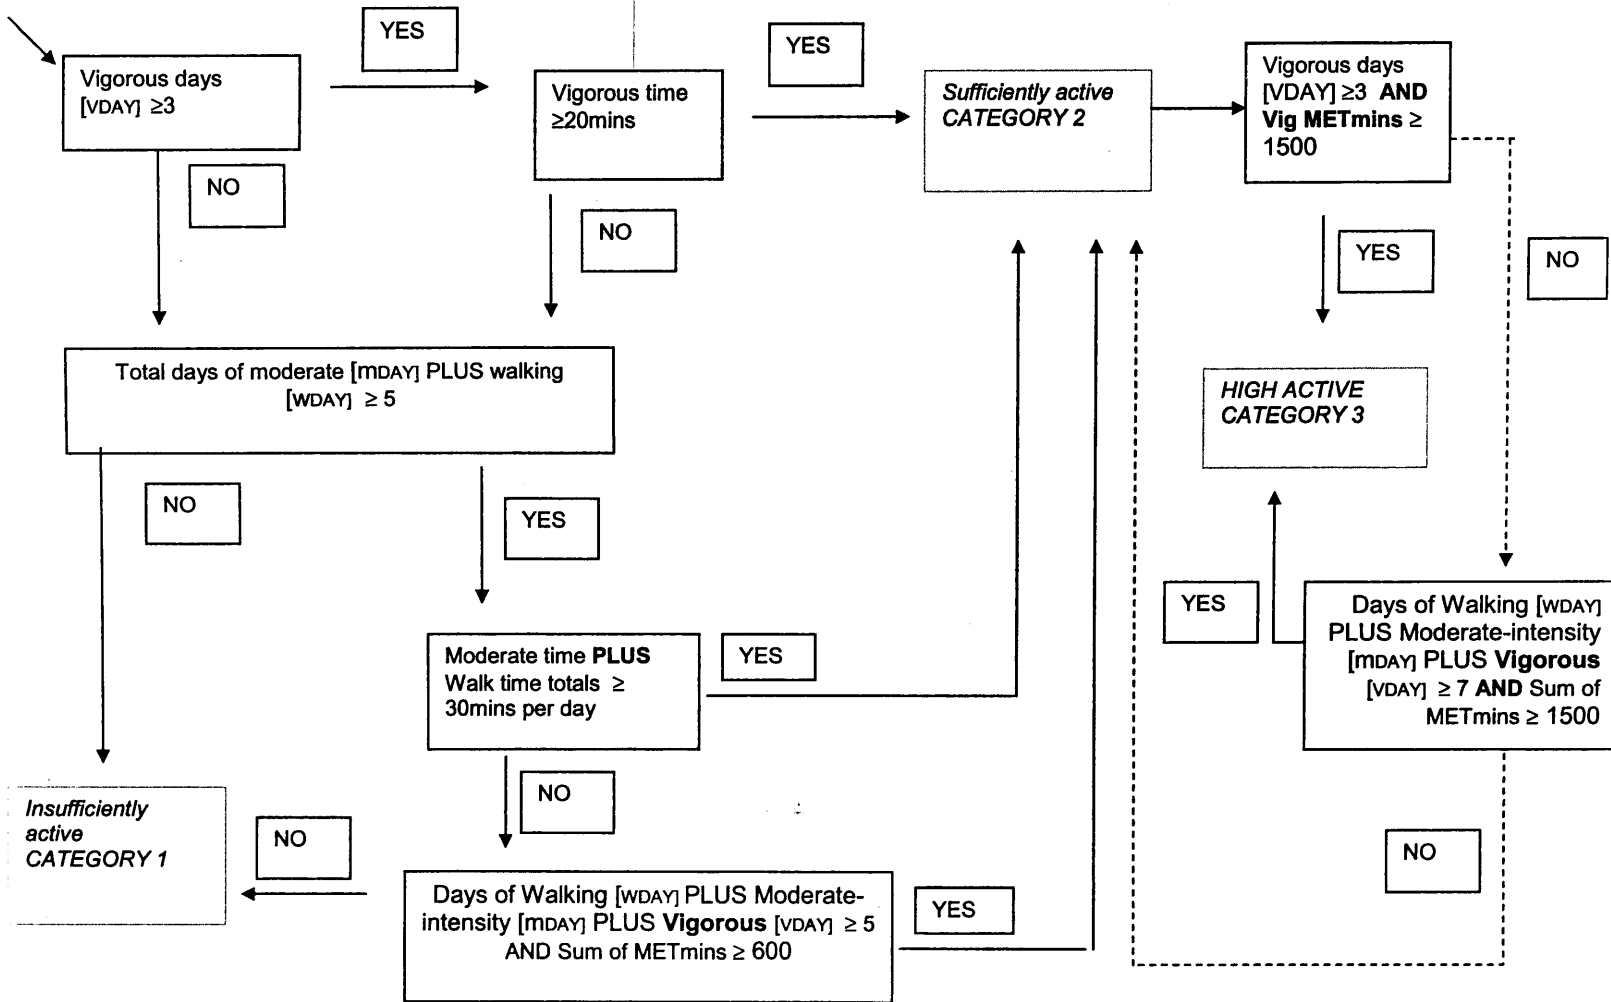 YES
Vigorous days
[VDAY] ≥3
NO
Vigorous time
≥20mins
YES
NO
Sufficiently active
CATEGORY 2
Vigorous days
[VDAY] ≥3 AND
Vig METmins ≥
1500
YES
NO
Total days of moderate [mDAY] PLUS walking
[WDAY] ≥ 5
HIGH ACTIVE
CATEGORY 3
NO
YES
Moderate time PLUS
Walk time totals ≥
30mins per day
YES
YES
Days of Walking [WDAY]
PLUS Moderate-intensity
[mDAY] PLUS Vigorous
[VDAY] ≥ 7 AND Sum of
METmins ≥ 1500
NO
Insufficiently
active
CATEGORY 1
NO
NO
Days of Walking [WDAY] PLUS Moderate-
intensity [mDAY] PLUS Vigorous [VDAY] ≥ 5
AND Sum of METmins ≥ 600
YES